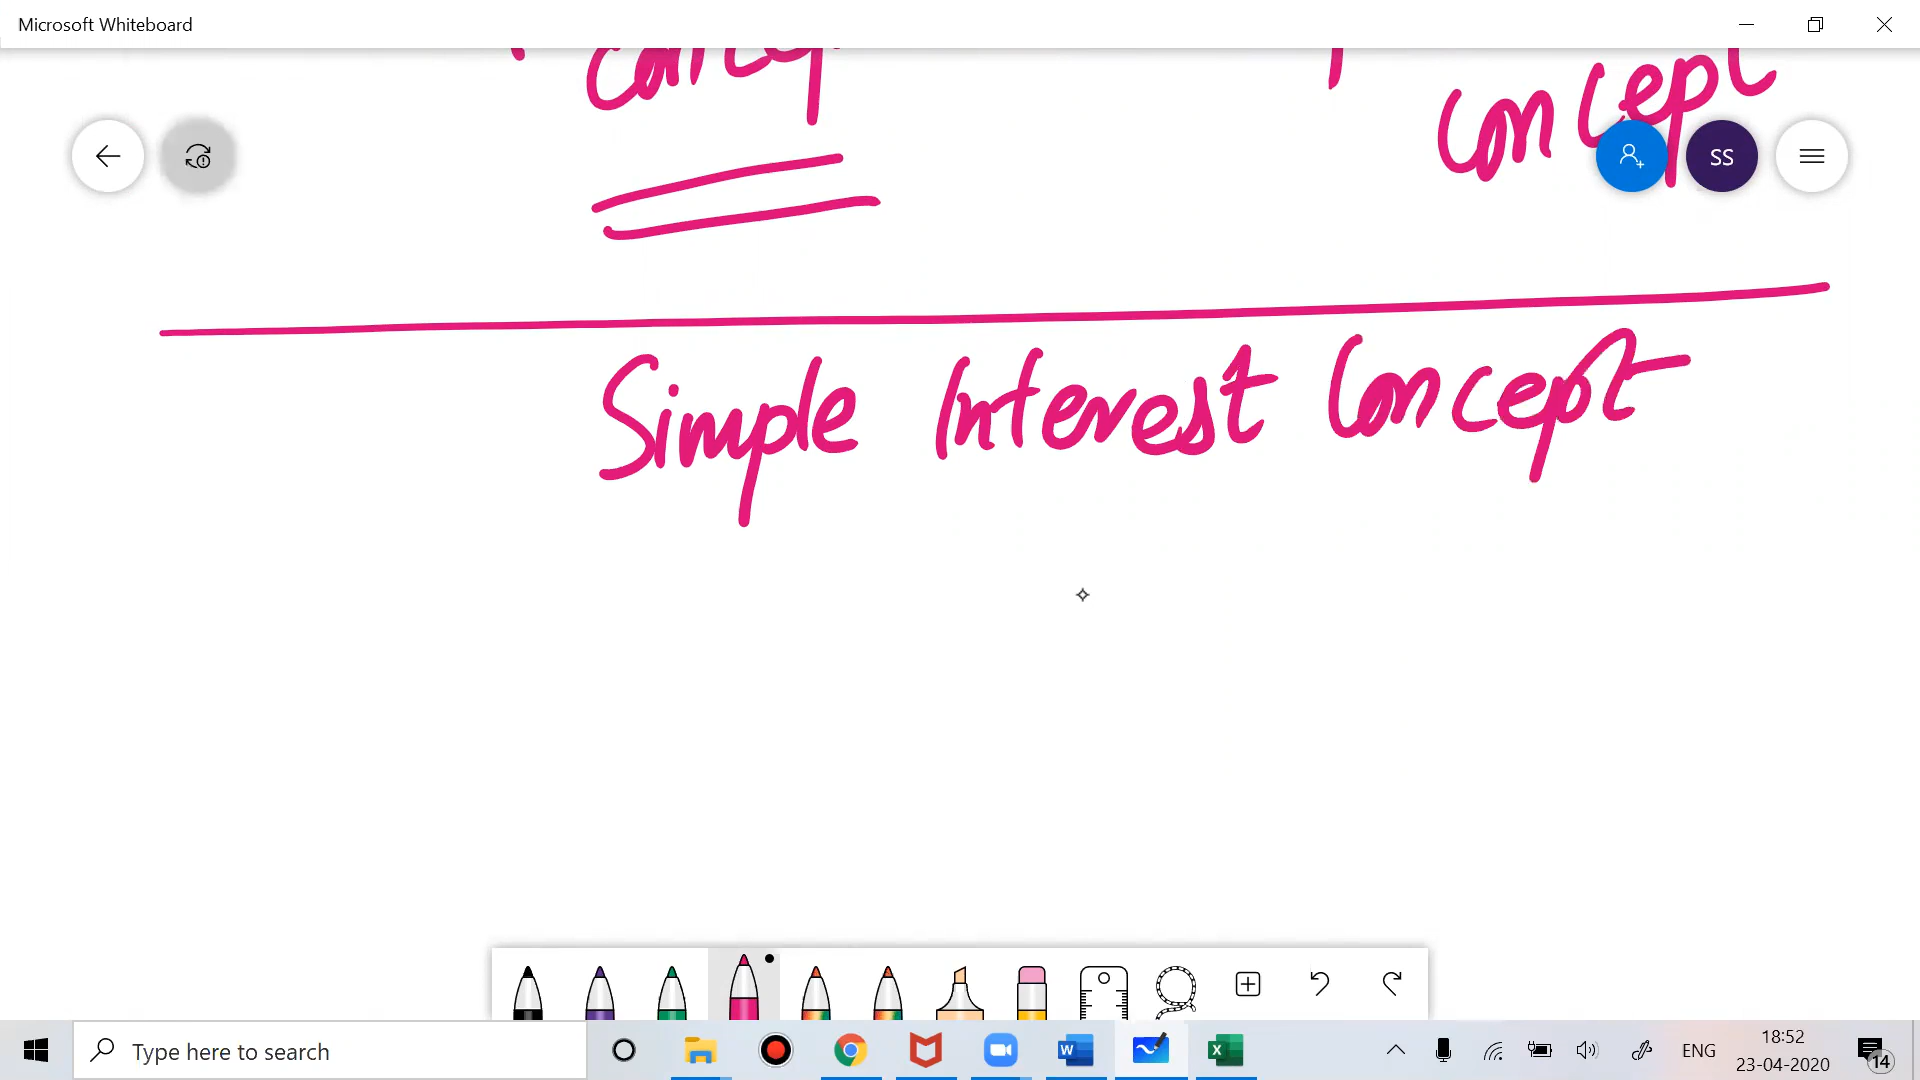 Microsoft Whiteboard
concept
SS
Simple Interest Concept
Type here to search
ENG
18:52
23-04-2020
14